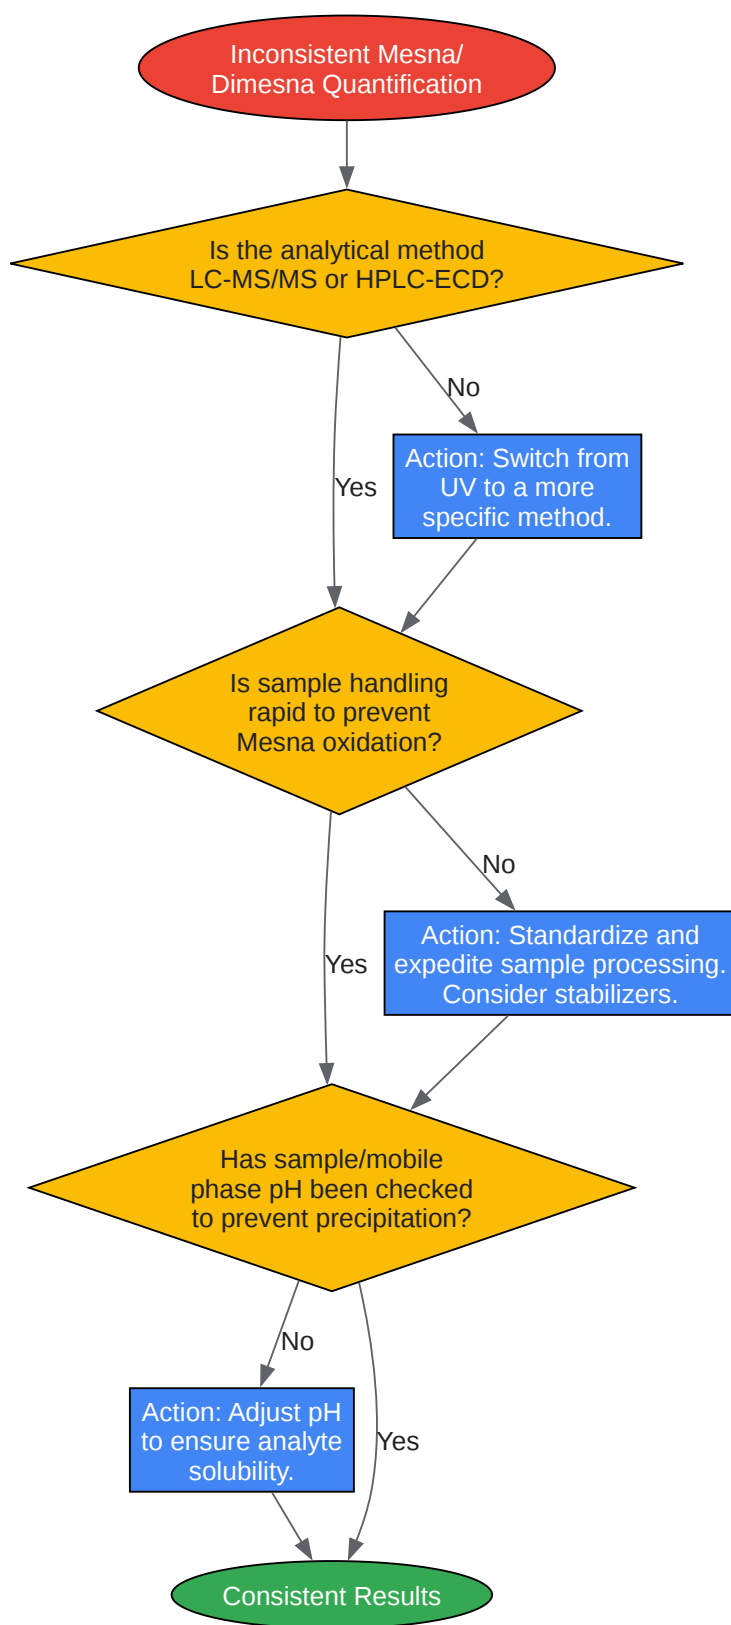 Inconsistent Mesna/
Dimesna Quantification
Is the analytical method
LC-MS/MS or HPLC-ECD?
No
Action: Switch from
UV to a more
specific method.
Yes
Is sample handling
rapid to prevent
Mesna oxidation?
No
Action: Standardize and
expedite sample processing.
Consider stabilizers.
Yes
Has sample/mobile
phase pH been checked
to prevent precipitation?
No
Action: Adjust pH
to ensure analyte
solubility.
Yes
Consistent Results